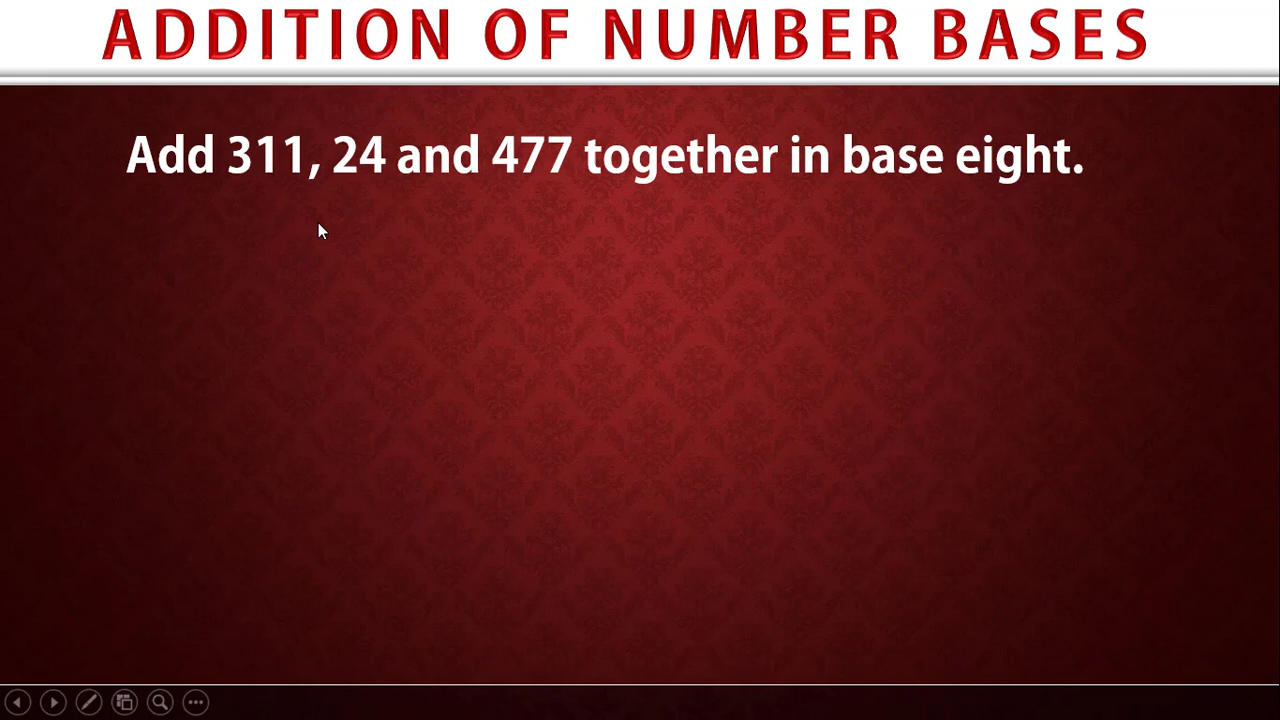 ADDITION OF NUMBER BASES
Add 311, 24 and 477 together in base eight.